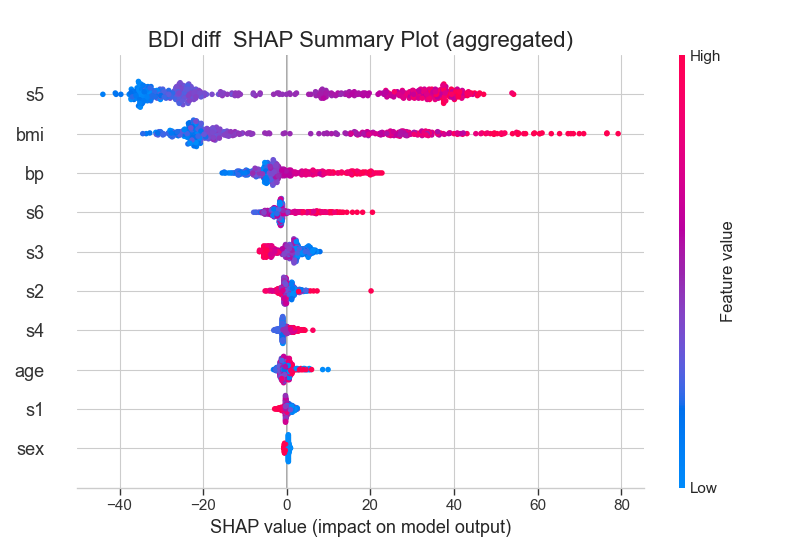 BDI diff  SHAP Summary Plot (aggregated)
High
s5
bmi
bp
s6
s3
Feature value
s2
s4
age
s1
sex
Low
−40 −20 0 20 40 60 80
SHAP value (impact on model output)